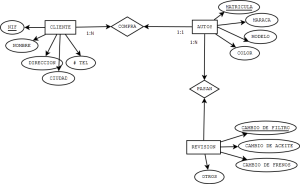 MATRICULA
NIF
CLIENTE
COMPRA
AUTOS
MARACA
NOMBRE
1:N
1:1
MODELO
1:N
DIRECCION
# TEL
COLOR
CIUDAD
PASAN
CAMBIO DE FILTRO
REVISION
CAMBIO DE ACEITE
CAMBIO DE FRENOS
OTROS